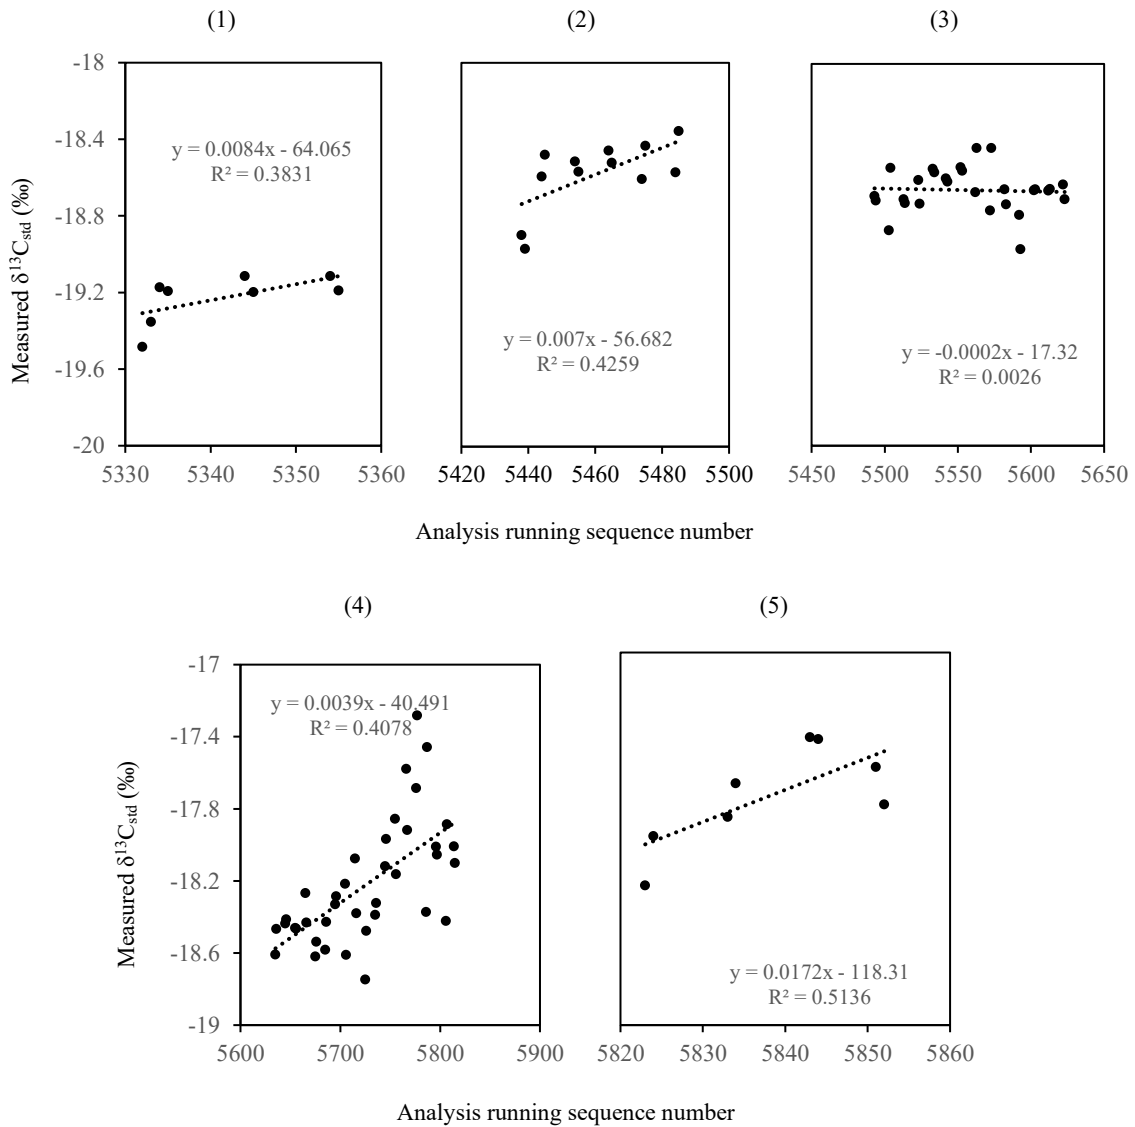 (1) (2) (3)
-18
-18.4
-18.8
-19.2
-19.6
-20
Measured δ¹³C_std (‰)
y = 0.0084x - 64.065
R² = 0.3831
5330 5340 5350 5360
y = 0.007x - 56.682
R² = 0.4259
5420 5440 5460 5480 5500
y = -0.0002x - 17.32
R² = 0.0026
5450 5500 5550 5600 5650
Analysis running sequence number
(4) (5)
-17
-17.4
-17.8
-18.2
-18.6
-19
Measured δ¹³C_std (‰)
y = 0.0039x - 40.491
R² = 0.4078
5600 5700 5800 5900
y = 0.0172x - 118.31
R² = 0.5136
5820 5830 5840 5850 5860
Analysis running sequence number